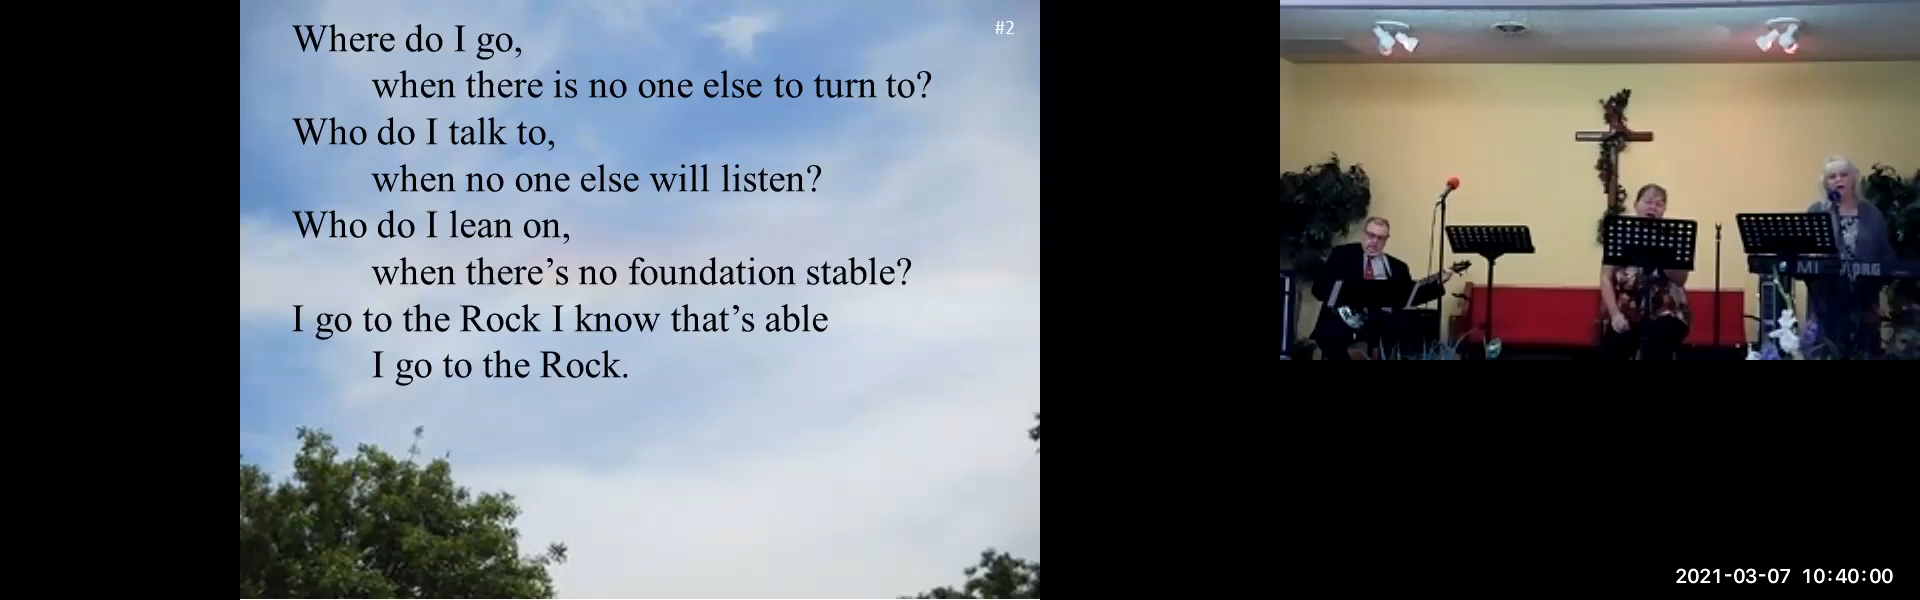 #2
Where do I go,
when there is no one else to turn to?
Who do I talk to,
when no one else will listen?
Who do I lean on,
when there’s no foundation stable?
I go to the Rock I know that’s able
I go to the Rock.
KORG
2021-03-07 10:40:00